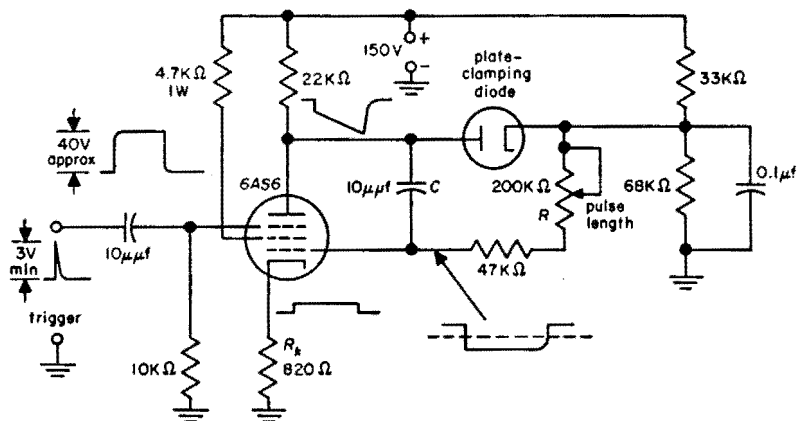 4.7KΩ
1W
22KΩ
150V
+
-
plate-
clamping
diode
33KΩ
40V
approx
6AS6
10μμf
C
200KΩ
R
pulse
length
68KΩ
0.1μf
3V
min
10μμf
47KΩ
trigger
10KΩ
Rk
820Ω